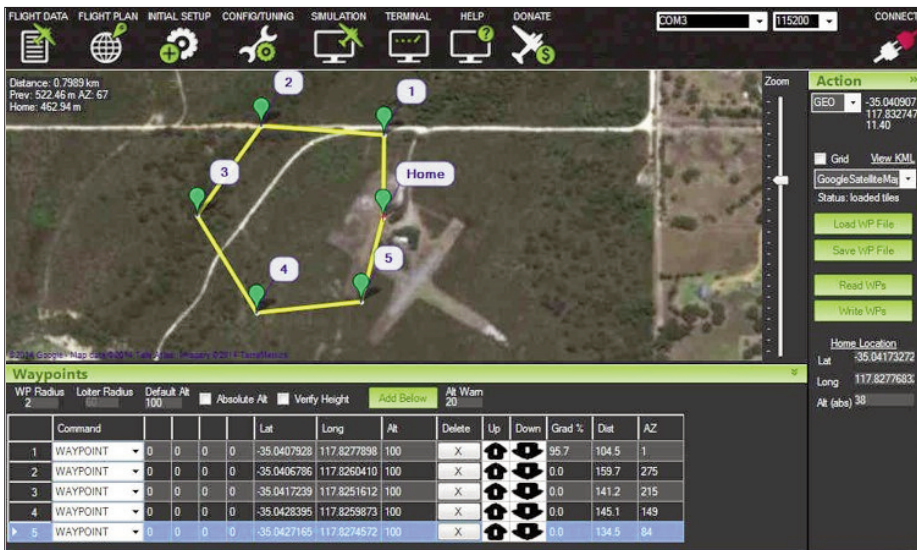 FLIGHT DATA FLIGHT PLAN INITIAL SETUP CONFIG/TUNING SIMULATION TERMINAL HELP DONATE COM3 115200 CONNECT
Distance: 0.7989 km
Prev: 522.46 m AZ: 67
Home: 462.94 m
2
1
3
Home
4
5
Zoom
Action
GEO -35.040907
117.832747
11.40
Grid View KML
GoogleSatelliteMap
Status: loaded tiles
Load WP File
Save WP File
Read WPs
Write WPs
Home Location
Lat -35.04173272
Long 117.8277683
Alt (abs) 38
Waypoints
WP Radius Loiter Radius Default Alt Absolute Alt Verify Height Add Below Alt Warn
2 100 20
Command Lat Long Alt Delete Up Down Grad % Dist AZ
1 WAYPOINT 0 0 0 0 -35.0407928 117.8277898 100 X 95.7 104.5 1
2 WAYPOINT 0 0 0 0 -35.0406786 117.8260410 100 X 0.0 159.7 275
3 WAYPOINT 0 0 0 0 -35.0417239 117.8251612 100 X 0.0 141.2 215
4 WAYPOINT 0 0 0 0 -35.0428395 117.8259873 100 X 0.0 145.1 149
5 WAYPOINT 0 0 0 0 -35.0427165 117.8274572 100 X 0.0 134.5 84